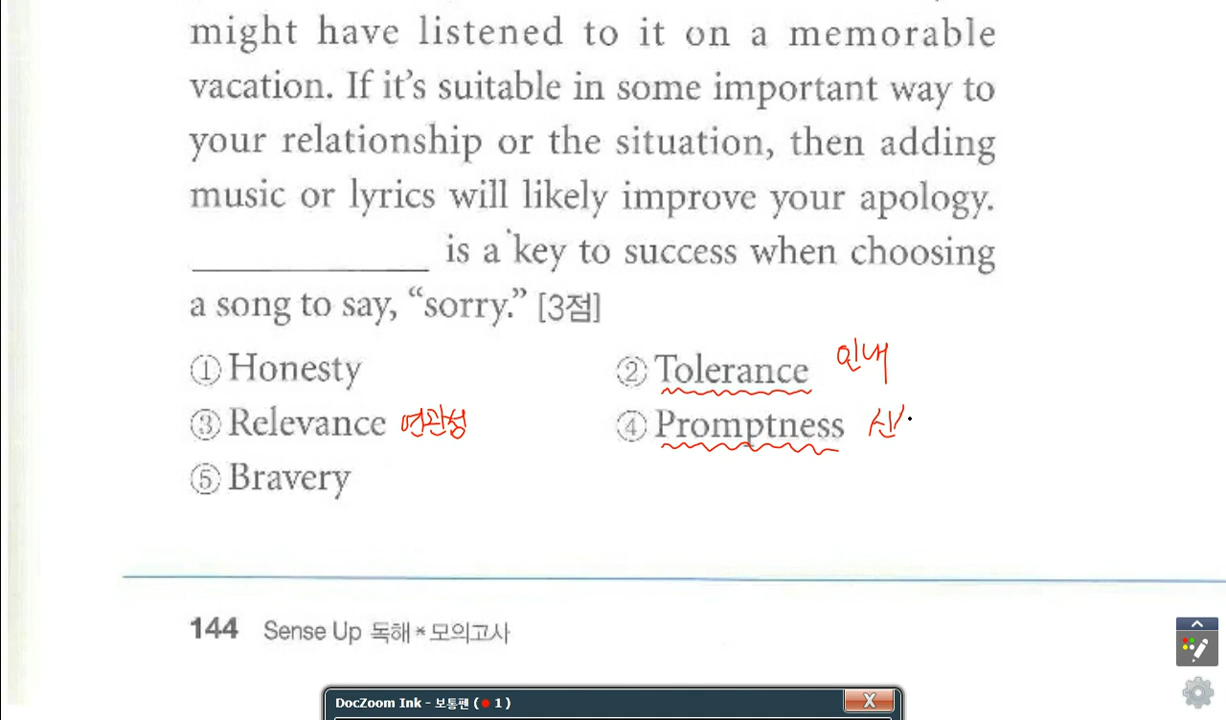 might have listened to it on a memorable
vacation. If it's suitable in some important way to
your relationship or the situation, then adding
music or lyrics will likely improve your apology.
____________ is a key to success when choosing
a song to say, “sorry.” [3점]
① Honesty
② Tolerance 인내
③ Relevance 연관성
④ Promptness 신
⑤ Bravery
144 Sense Up 독해*모의고사
DocZoom Ink - 보통펜 ( 1 )
X